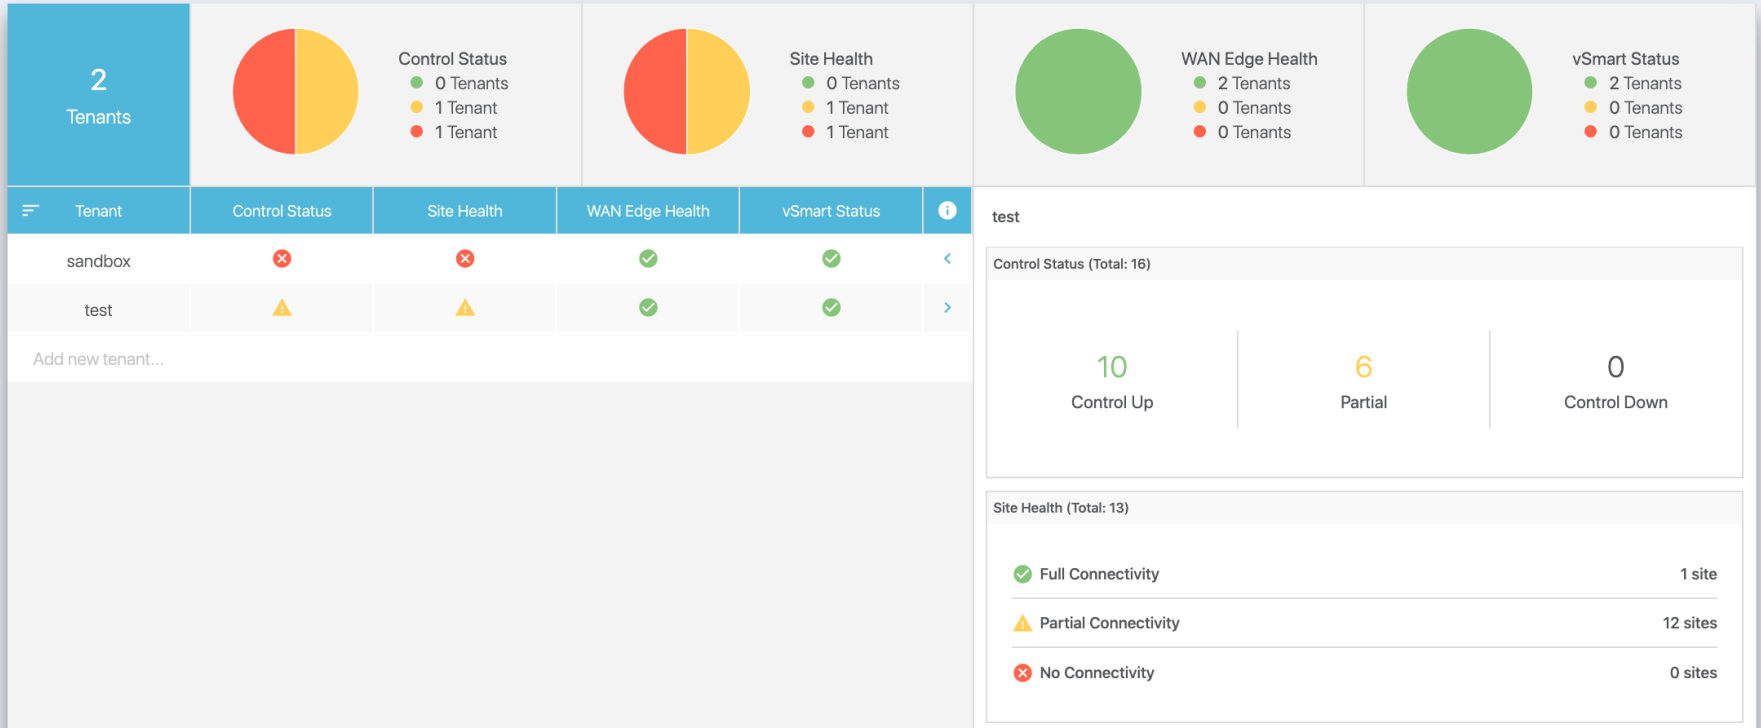 2
Tenants
Control Status
0 Tenants
1 Tenant
1 Tenant
Site Health
0 Tenants
1 Tenant
1 Tenant
WAN Edge Health
2 Tenants
0 Tenants
0 Tenants
vSmart Status
2 Tenants
0 Tenants
0 Tenants
Tenant Control Status Site Health WAN Edge Health vSmart Status
sandbox
test
Add new tenant...
test
Control Status (Total: 16)
10 6 0
Control Up Partial Control Down
Site Health (Total: 13)
Full Connectivity 1 site
Partial Connectivity 12 sites
No Connectivity 0 sites